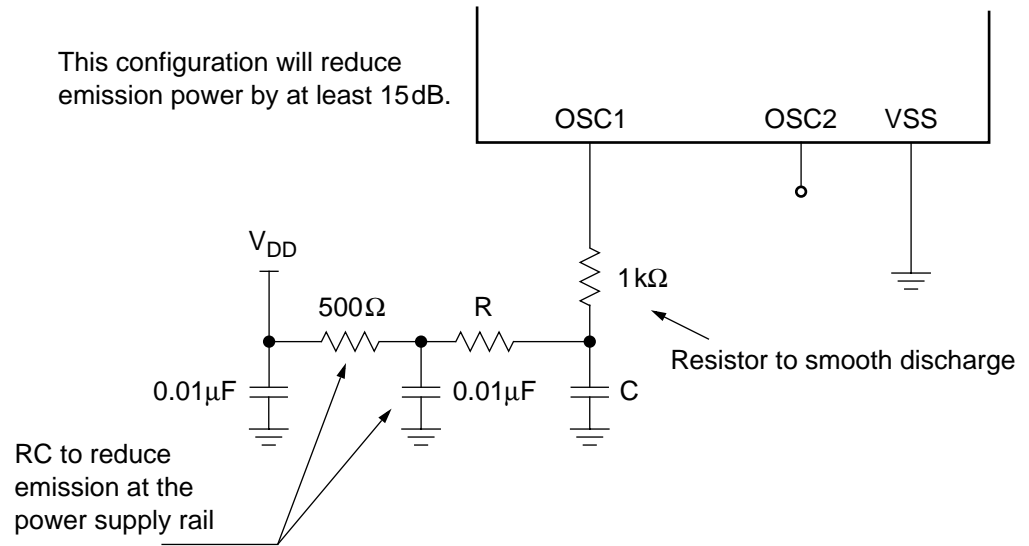 This configuration will reduce
emission power by at least 15dB.
OSC1
OSC2
VSS
VDD
500Ω
R
1kΩ
Resistor to smooth discharge
0.01µF
0.01µF
C
RC to reduce
emission at the
power supply rail